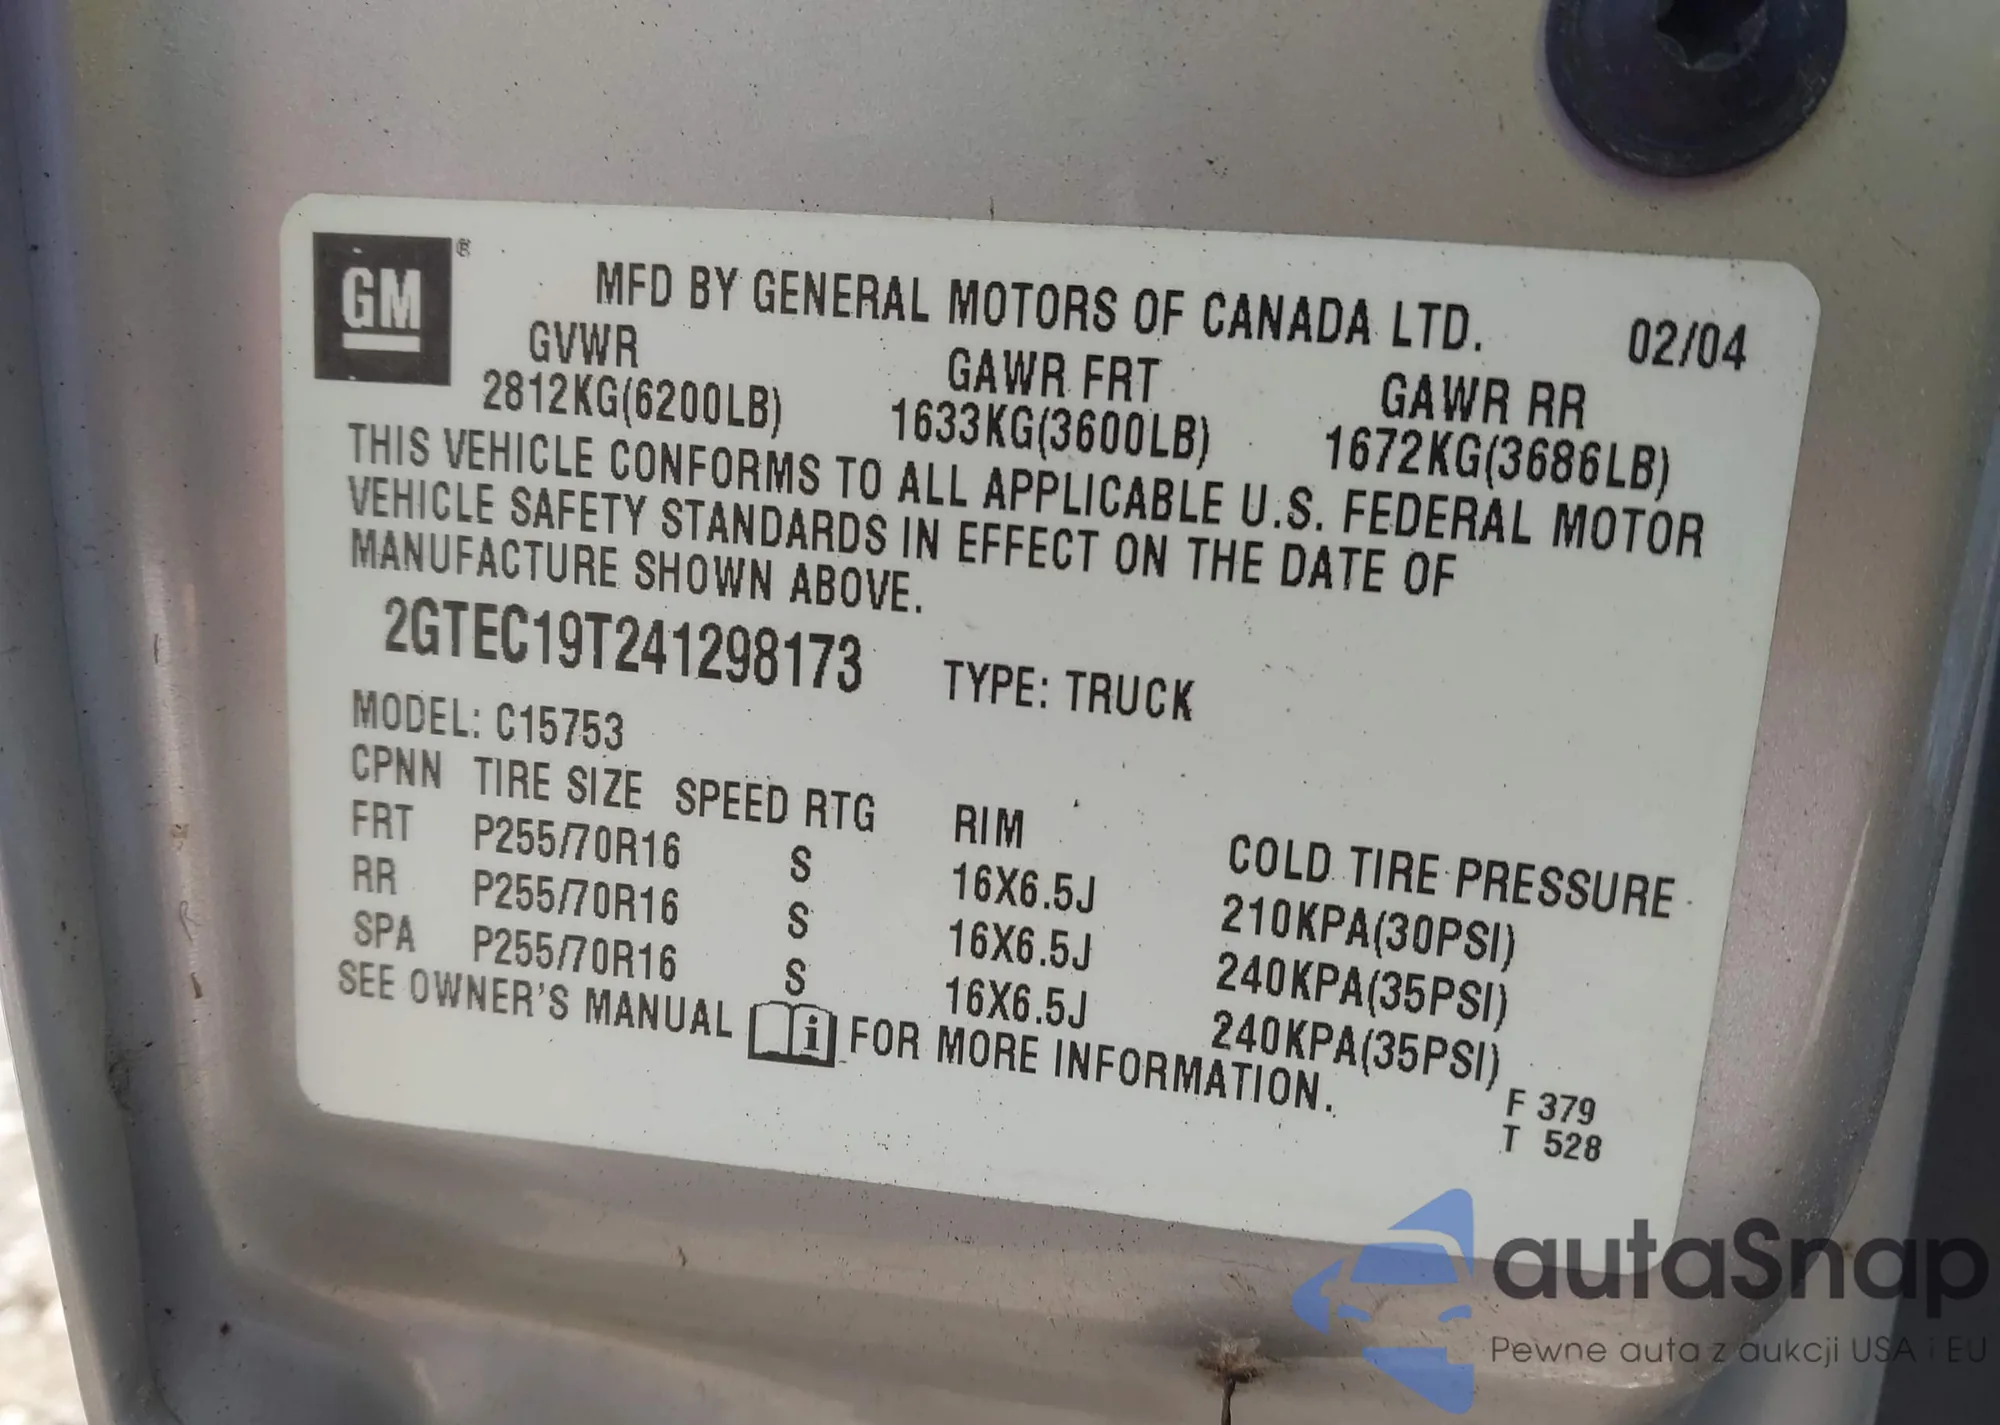 GM ®
MFD BY GENERAL MOTORS OF CANADA LTD. 02/04
GVWR GAWR FRT GAWR RR
2812KG(6200LB) 1633KG(3600LB) 1672KG(3686LB)
THIS VEHICLE CONFORMS TO ALL APPLICABLE U.S. FEDERAL MOTOR
VEHICLE SAFETY STANDARDS IN EFFECT ON THE DATE OF
MANUFACTURE SHOWN ABOVE.
2GTEC19T241298173 TYPE: TRUCK
MODEL: C15753
CPNN TIRE SIZE SPEED RTG RIM COLD TIRE PRESSURE
FRT P255/70R16 S 16X6.5J 210KPA(30PSI)
RR P255/70R16 S 16X6.5J 240KPA(35PSI)
SPA P255/70R16 S 16X6.5J 240KPA(35PSI)
SEE OWNER'S MANUAL i FOR MORE INFORMATION.
F 379
T 528
autaSnap
Pewne auta z aukcji USA i EU